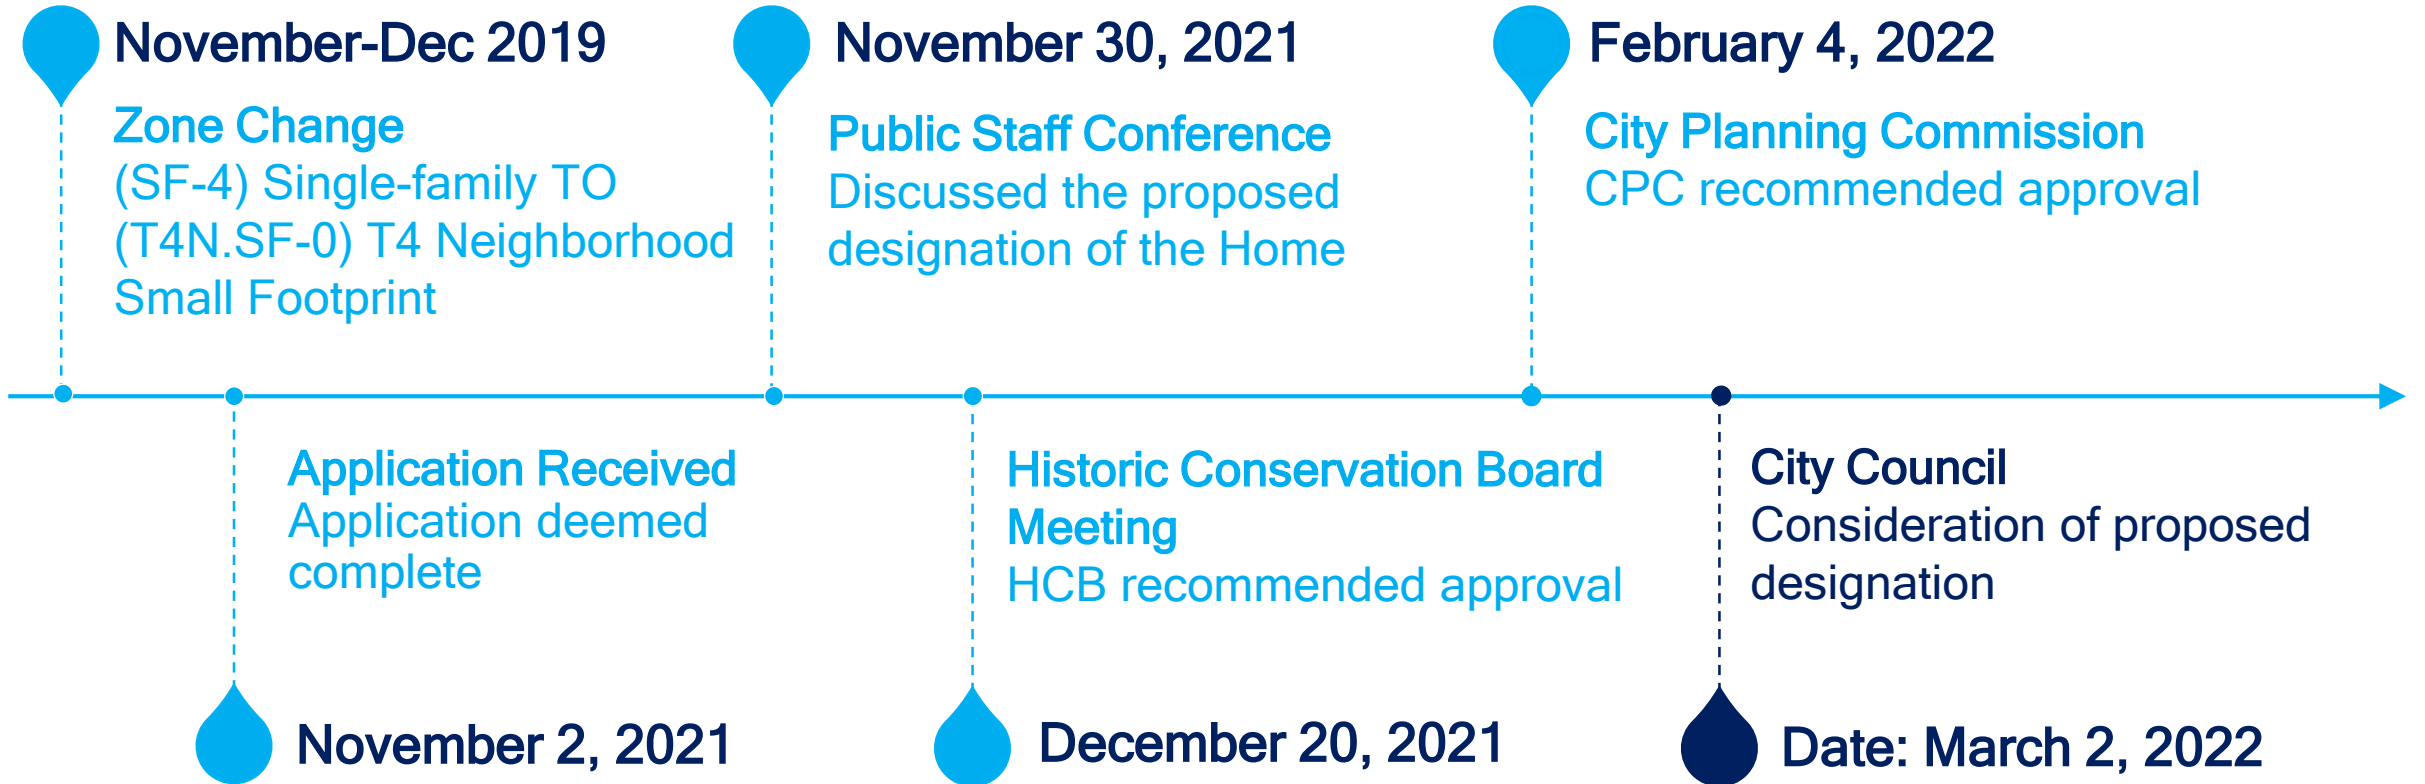 November-Dec 2019
Zone Change
(SF-4) Single-family TO
(T4N.SF-0) T4 Neighborhood
Small Footprint
Application Received
Application deemed
complete
November 2, 2021
November 30, 2021
Public Staff Conference
Discussed the proposed
designation of the Home
Historic Conservation Board
Meeting
HCB recommended approval
December 20, 2021
February 4, 2022
City Planning Commission
CPC recommended approval
City Council
Consideration of proposed
designation
Date: March 2, 2022